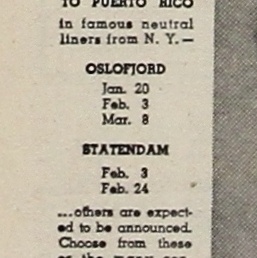 TO PUERTO RICO
in famous neutral
liners from N. Y.—
OSLOFJORD
Jan. 20
Feb. 3
Mar. 8
STATENDAM
Feb. 3
Feb. 24
...others are expect-
ed to be announced.
Choose from these